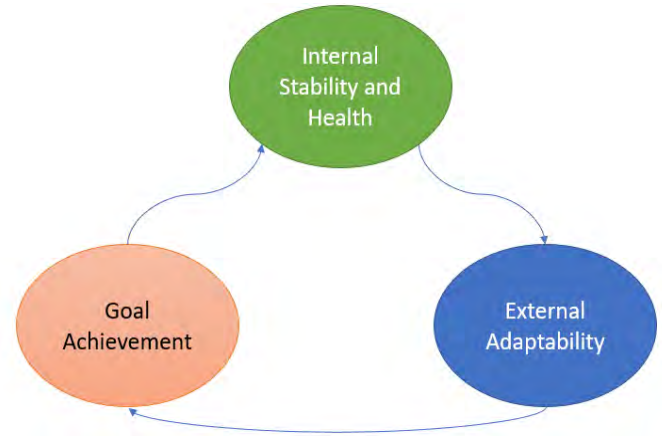 Internal
Stability and
Health
Goal
Achievement
External
Adaptability